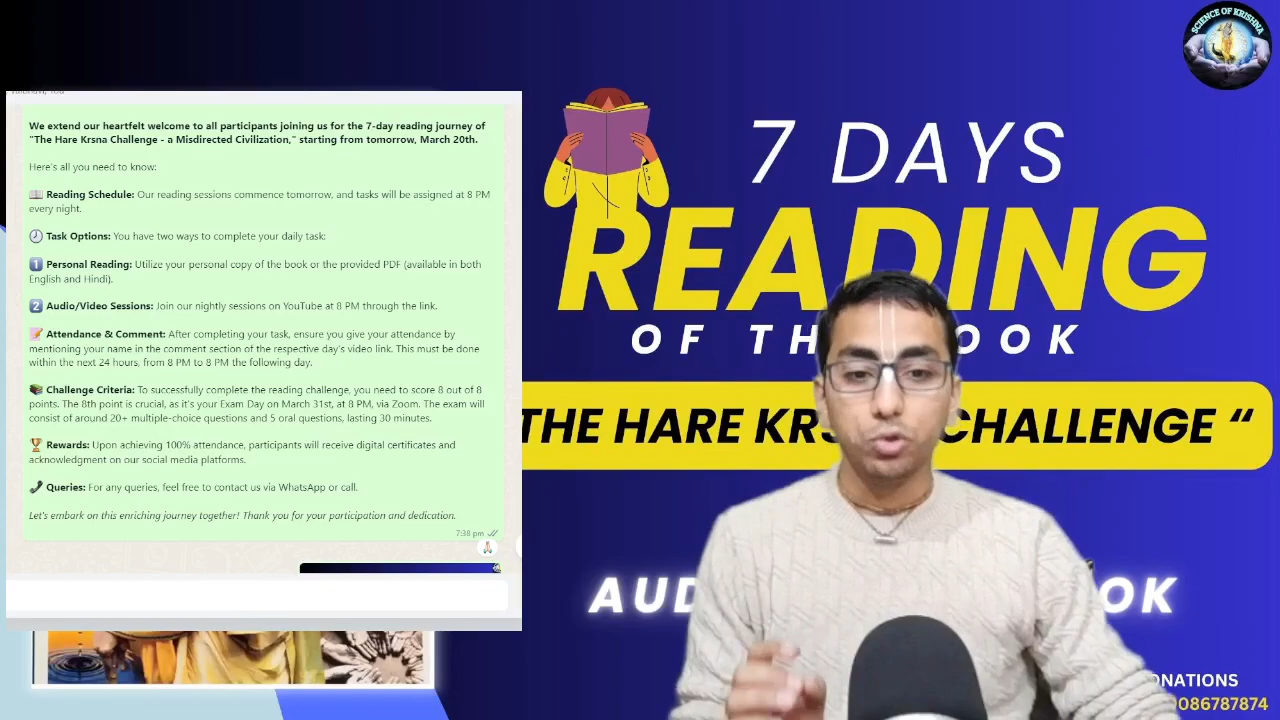 We extend our heartfelt welcome to all participants joining us for the 7-day reading journey of
"The Hare Krsna Challenge - a Misdirected Civilization," starting from tomorrow, March 20th.
Here's all you need to know:
📖 Reading Schedule: Our reading sessions commence tomorrow, and tasks will be assigned at 8 PM
every night.
🕗 Task Options: You have two ways to complete your daily task:
1️⃣ Personal Reading: Utilize your personal copy of the book or the provided PDF (available in both
English and Hindi).
2️⃣ Audio/Video Sessions: Join our nightly sessions on YouTube at 8 PM through the link.
📝 Attendance & Comment: After completing your task, ensure you give your attendance by
mentioning your name in the comment section of the respective day's video link. This must be done
within the next 24 hours, from 8 PM to 8 PM the following day.
📚 Challenge Criteria: To successfully complete the reading challenge, you need to score 8 out of 8
points. The 8th point is crucial, as it's your Exam Day on March 31st, at 8 PM, via Zoom. The exam will
consist of around 20+ multiple-choice questions and 5 oral questions, lasting 30 minutes.
🏆 Rewards: Upon achieving 100% attendance, participants will receive digital certificates and
acknowledgment on our social media platforms.
📞 Queries: For any queries, feel free to contact us via WhatsApp or call.
Let's embark on this enriching journey together! Thank you for your participation and dedication.
7:38 pm
SCIENCE OF KRISHNA
7 DAYS
READING
OF TH OOK
THE HARE KRS CHALLENGE “
AUD OK
ONATIONS
086787874